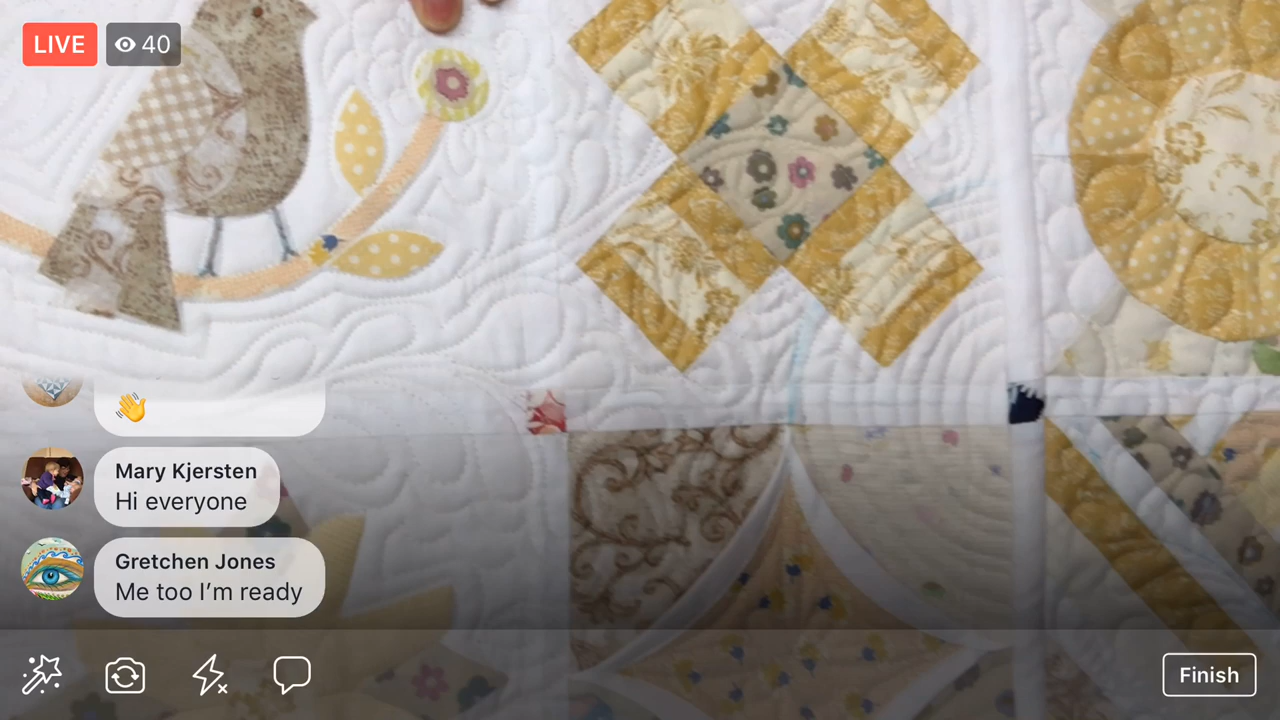 LIVE
40
Mary Kjersten
Hi everyone
Gretchen Jones
Me too I'm ready
Finish